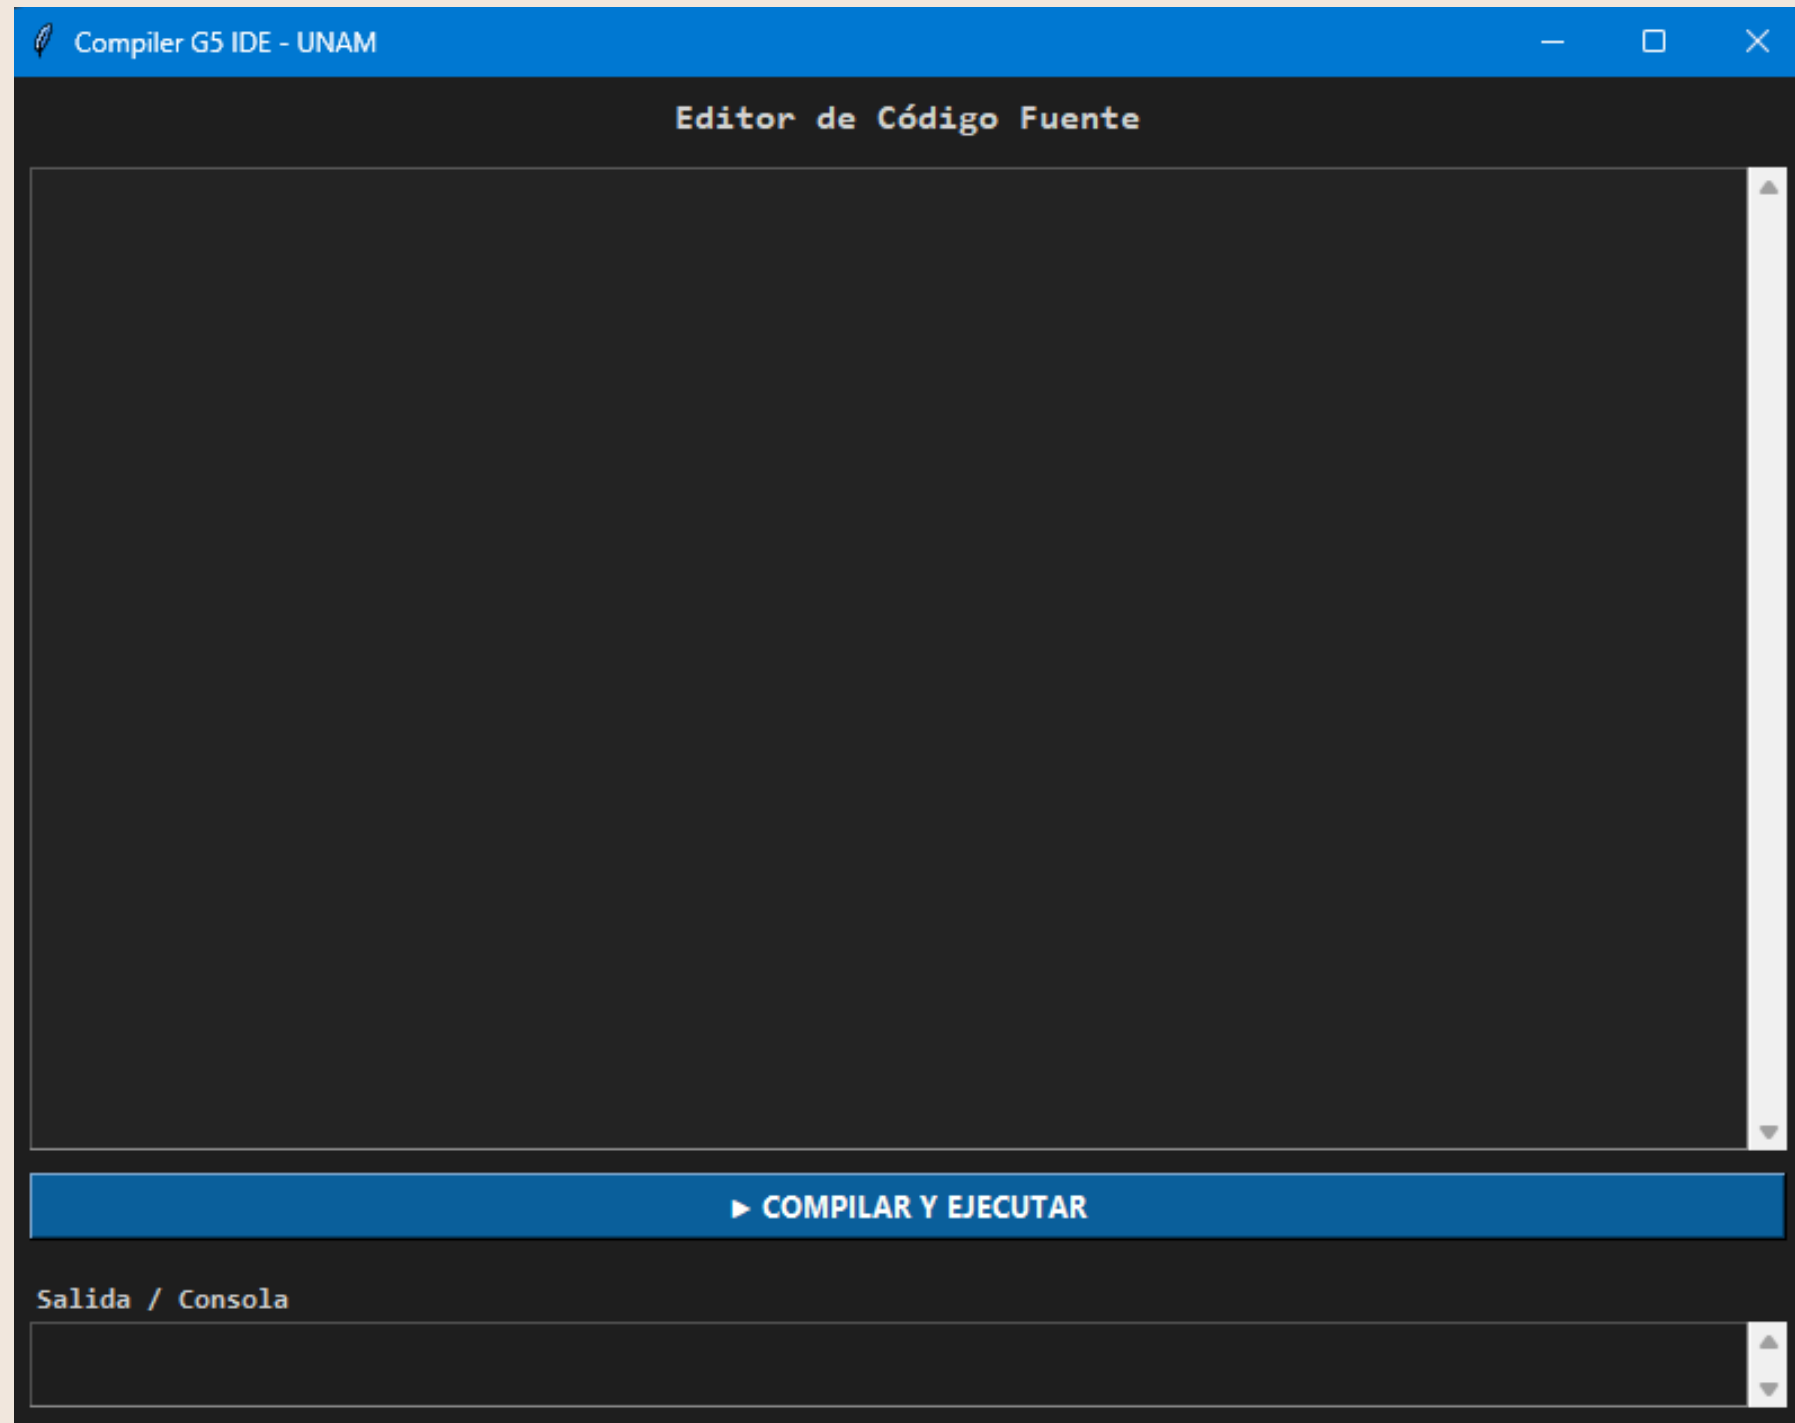 Compiler G5 IDE - UNAM
Editor de Código Fuente
► COMPILAR Y EJECUTAR
Salida / Consola